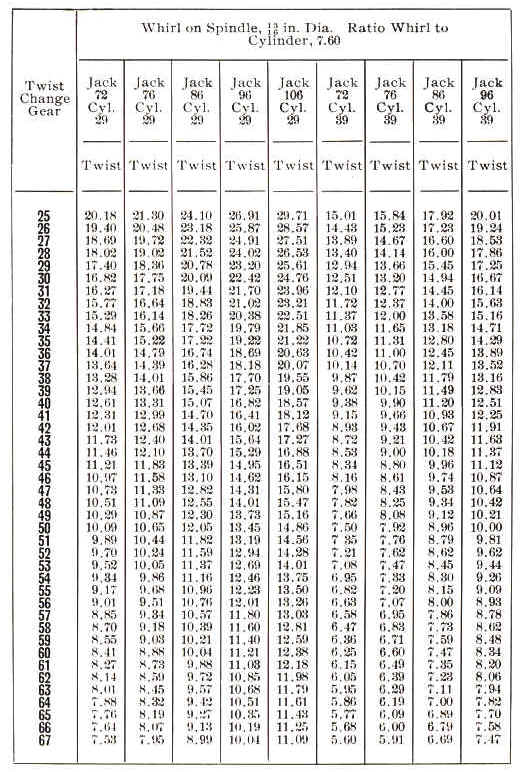 Whirl on Spindle, 13/16 in. Dia. Ratio Whirl to
Cylinder, 7.60
Twist Change Gear
Jack 72 Cyl. 29 Jack 76 Cyl. 29 Jack 86 Cyl. 29 Jack 96 Cyl. 29 Jack 106 Cyl. 29 Jack 72 Cyl. 39 Jack 76 Cyl. 39 Jack 86 Cyl. 39 Jack 96 Cyl. 39
Twist Twist Twist Twist Twist Twist Twist Twist Twist
25 20.18 21.30 24.10 26.91 29.71 15.01 15.84 17.92 20.01
26 19.40 20.48 23.18 25.87 28.57 14.43 15.23 17.23 19.24
27 18.69 19.72 22.32 24.91 27.51 13.89 14.67 16.60 18.53
28 18.02 19.02 21.52 24.02 26.53 13.40 14.14 16.00 17.86
29 17.40 18.36 20.78 23.20 25.61 12.94 13.66 15.45 17.25
30 16.82 17.75 20.09 22.42 24.76 12.51 13.20 14.94 16.67
31 16.27 17.18 19.44 21.70 23.96 12.10 12.77 14.45 16.14
32 15.77 16.64 18.83 21.02 23.21 11.72 12.37 14.00 15.63
33 15.29 16.14 18.26 20.38 22.51 11.37 12.00 13.58 15.16
34 14.84 15.66 17.72 19.79 21.85 11.03 11.65 13.18 14.71
35 14.41 15.22 17.22 19.22 21.22 10.72 11.31 12.80 14.29
36 14.01 14.79 16.74 18.69 20.63 10.42 11.00 12.45 13.89
37 13.64 14.39 16.28 18.18 20.07 10.14 10.70 12.11 13.52
38 13.28 14.01 15.86 17.70 19.55 9.87 10.42 11.79 13.16
39 12.94 13.66 15.45 17.25 19.05 9.62 10.15 11.49 12.83
40 12.61 13.31 15.07 16.82 18.57 9.38 9.90 11.20 12.51
41 12.31 12.99 14.70 16.41 18.12 9.15 9.66 10.93 12.25
42 12.01 12.68 14.35 16.02 17.68 8.93 9.43 10.67 11.91
43 11.73 12.40 14.01 15.64 17.27 8.72 9.21 10.42 11.63
44 11.46 12.10 13.70 15.29 16.88 8.53 9.00 10.18 11.37
45 11.21 11.83 13.39 14.95 16.51 8.34 8.80 9.96 11.12
46 10.97 11.58 13.10 14.62 16.15 8.16 8.61 9.74 10.87
47 10.73 11.33 12.82 14.31 15.80 7.98 8.43 9.53 10.64
48 10.51 11.09 12.55 14.01 15.47 7.82 8.25 9.34 10.42
49 10.29 10.87 12.30 13.73 15.16 7.66 8.08 9.12 10.21
50 10.09 10.65 12.05 13.45 14.86 7.50 7.92 8.96 10.00
51 9.89 10.44 11.82 13.19 14.56 7.35 7.76 8.79 9.81
52 9.70 10.24 11.59 12.94 14.28 7.21 7.62 8.62 9.62
53 9.52 10.05 11.37 12.69 14.01 7.08 7.47 8.45 9.44
54 9.34 9.86 11.16 12.46 13.75 6.95 7.33 8.30 9.26
55 9.17 9.68 10.96 12.23 13.50 6.82 7.20 8.15 9.09
56 9.01 9.51 10.76 12.01 13.26 6.63 7.07 8.00 8.93
57 8.85 9.34 10.57 11.80 13.03 6.58 6.95 7.86 8.78
58 8.70 9.18 10.39 11.60 12.81 6.47 6.83 7.73 8.62
59 8.55 9.03 10.21 11.40 12.59 6.36 6.71 7.59 8.48
60 8.41 8.88 10.04 11.21 12.38 6.25 6.60 7.47 8.34
61 8.27 8.73 9.88 11.03 12.18 6.15 6.49 7.35 8.20
62 8.14 8.59 9.72 10.85 11.98 6.05 6.39 7.23 8.06
63 8.01 8.45 9.57 10.68 11.79 5.95 6.29 7.11 7.94
64 7.88 8.32 9.42 10.51 11.61 5.86 6.19 7.00 7.82
65 7.76 8.19 9.27 10.35 11.43 5.77 6.09 6.89 7.70
66 7.64 8.07 9.13 10.19 11.25 5.68 6.00 6.79 7.58
67 7.53 7.95 8.99 10.04 11.09 5.60 5.91 6.69 7.47